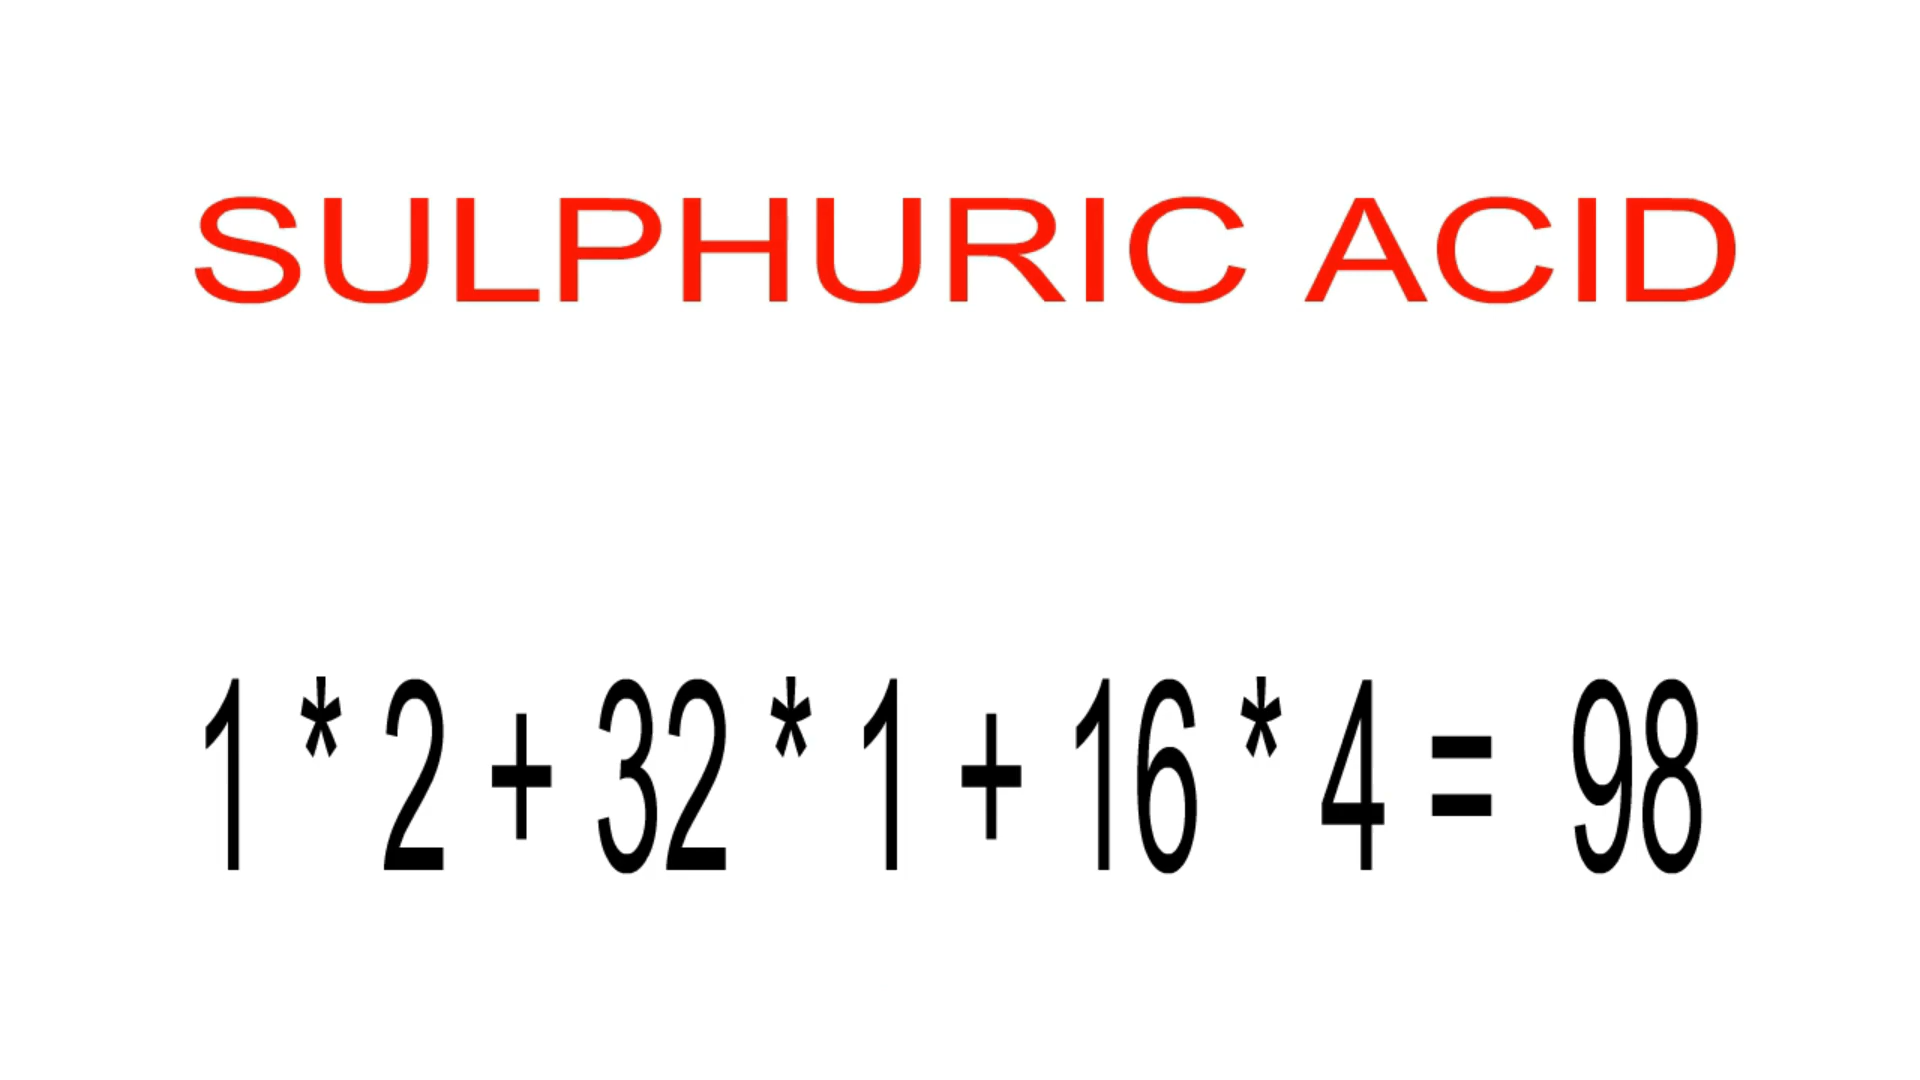 SULPHURIC ACID
1 * 2 + 32 * 1 + 16 * 4 = 98